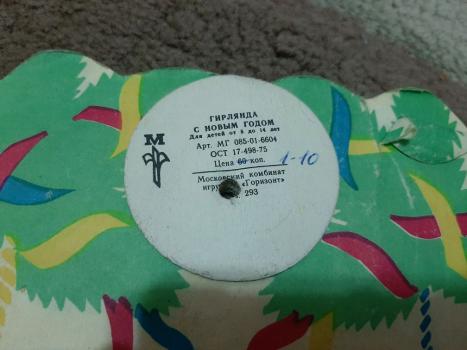 ГИРЛЯНДА
С НОВЫМ ГОДОМ
Для детей от 8 до 14 лет
М
Арт. МГ 085-01-6604
ОСТ 17-498-75
Цена 60 коп. 1-10
Московский комбинат
"Горизонт"
293